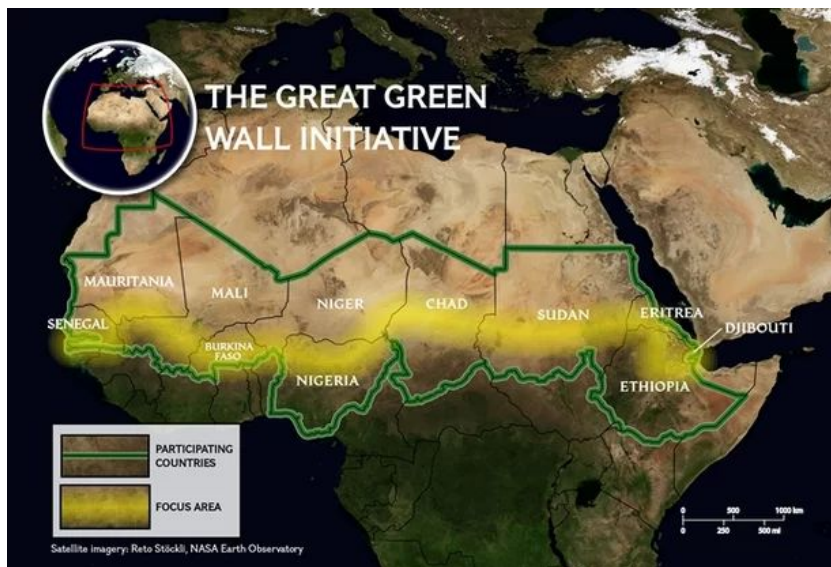 THE GREAT GREEN
WALL INITIATIVE
MAURITANIA
MALI
NIGER
CHAD
SUDAN
ERITREA
DJIBOUTI
SENEGAL
BURKINA
FASO
NIGERIA
ETHIOPIA
PARTICIPATING
COUNTRIES
FOCUS AREA
0 500 1000 km
0 250 500 mi
Satellite imagery: Reto Stöckli, NASA Earth Observatory